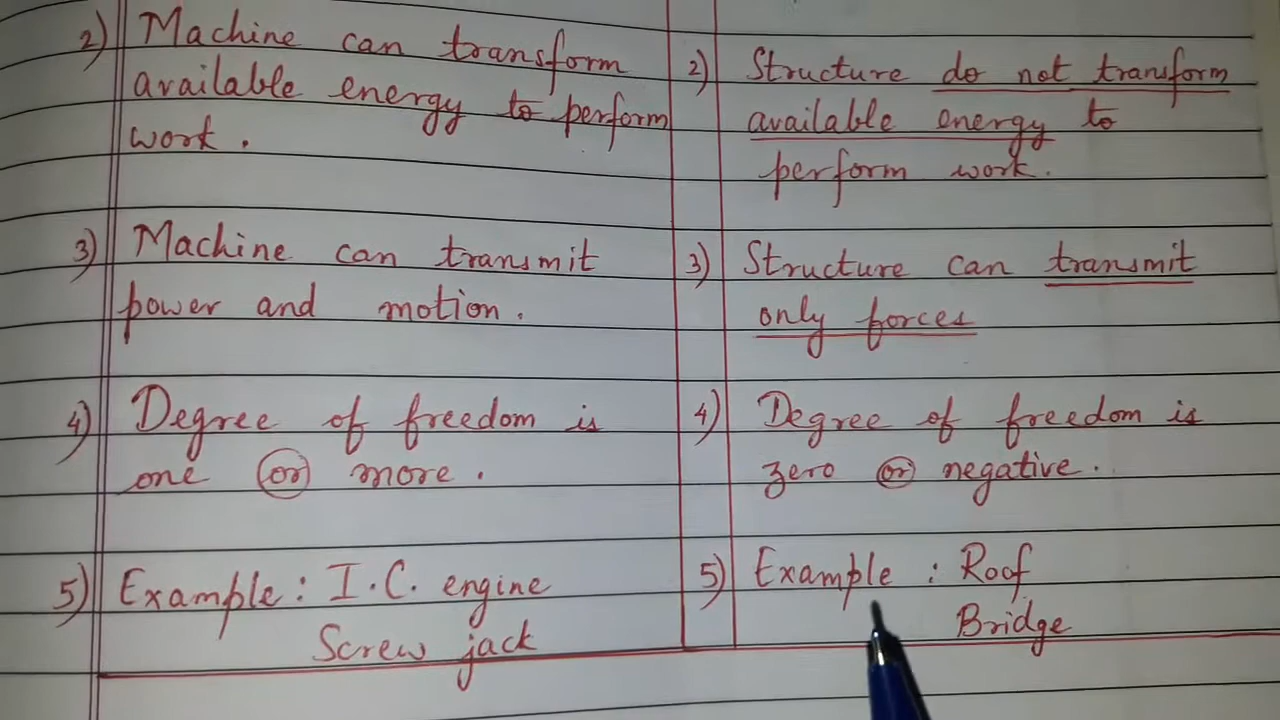 2) Machine can transform
available energy to perform
work.
2) Structure do not transform
available energy to
perform work.
3) Machine can transmit
power and motion.
3) Structure can transmit
only forces
4) Degree of freedom is
one or more.
4) Degree of freedom is
zero or negative.
5) Example : I.C. engine
Screw jack
5) Example : Roof
Bridge